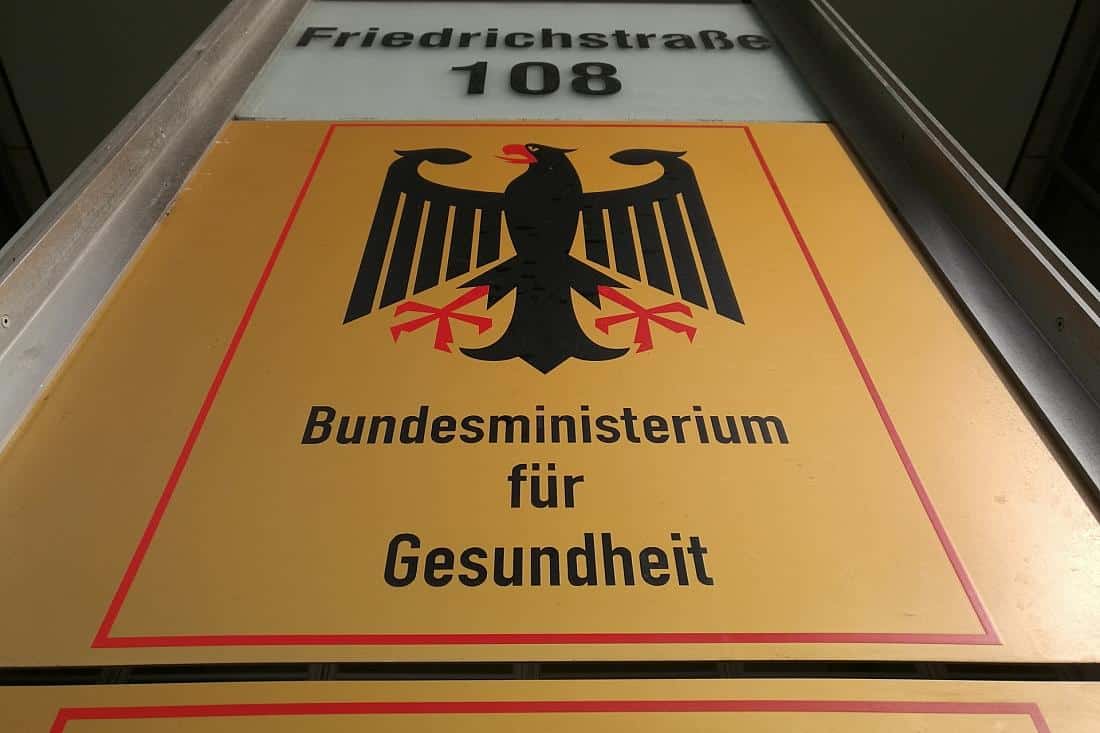 Friedrichstraße
108
Bundesministerium
für
Gesundheit